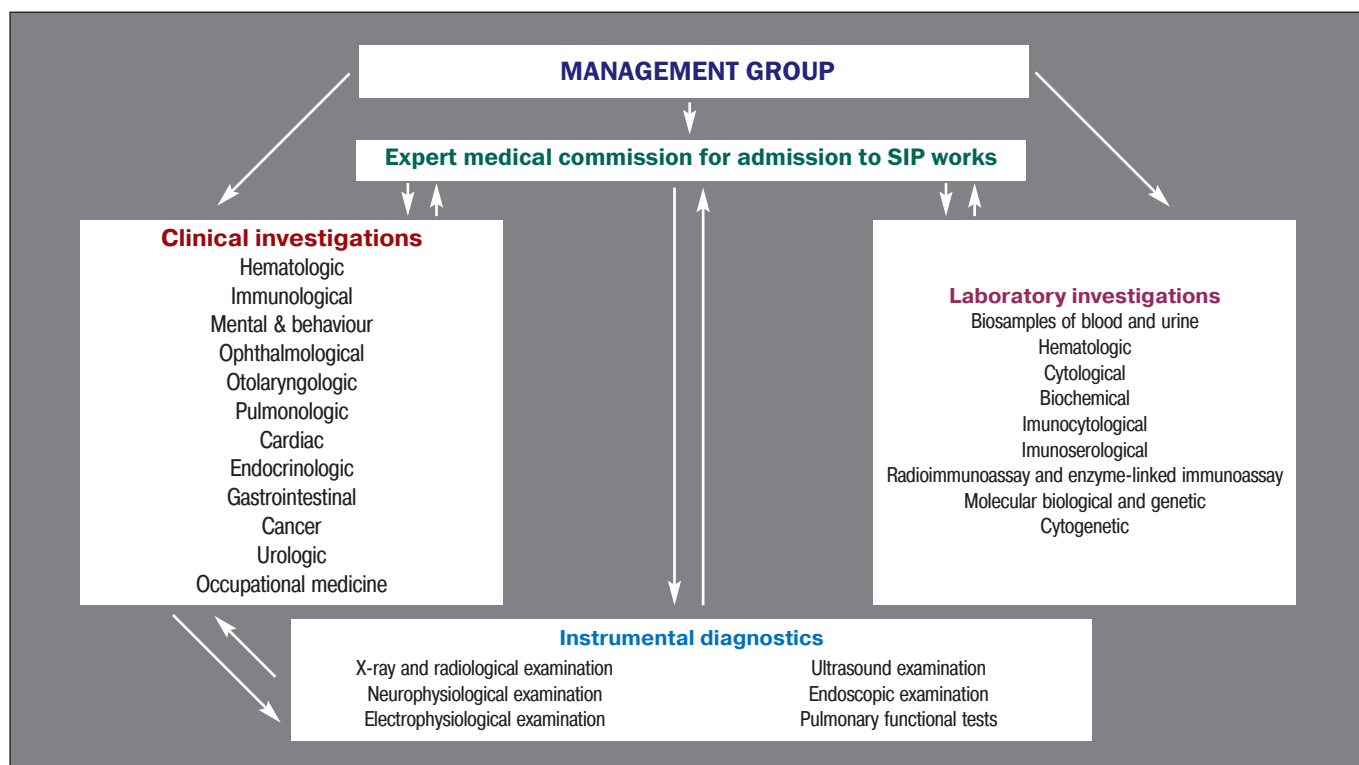 MANAGEMENT GROUP
Expert medical commission for admission to SIP works
Clinical investigations
Hematologic
Immunological
Mental & behaviour
Ophthalmological
Otolaryngologic
Pulmonologic
Cardiac
Endocrinologic
Gastrointestinal
Cancer
Urologic
Occupational medicine
Laboratory investigations
Biosamples of blood and urine
Hematologic
Cytological
Biochemical
Imunocytological
Imunoserological
Radioimmunoassay and enzyme-linked immunoassay
Molecular biological and genetic
Cytogenetic
Instrumental diagnostics
X-ray and radiological examination
Neurophysiological examination
Electrophysiological examination
Ultrasound examination
Endoscopic examination
Pulmonary functional tests